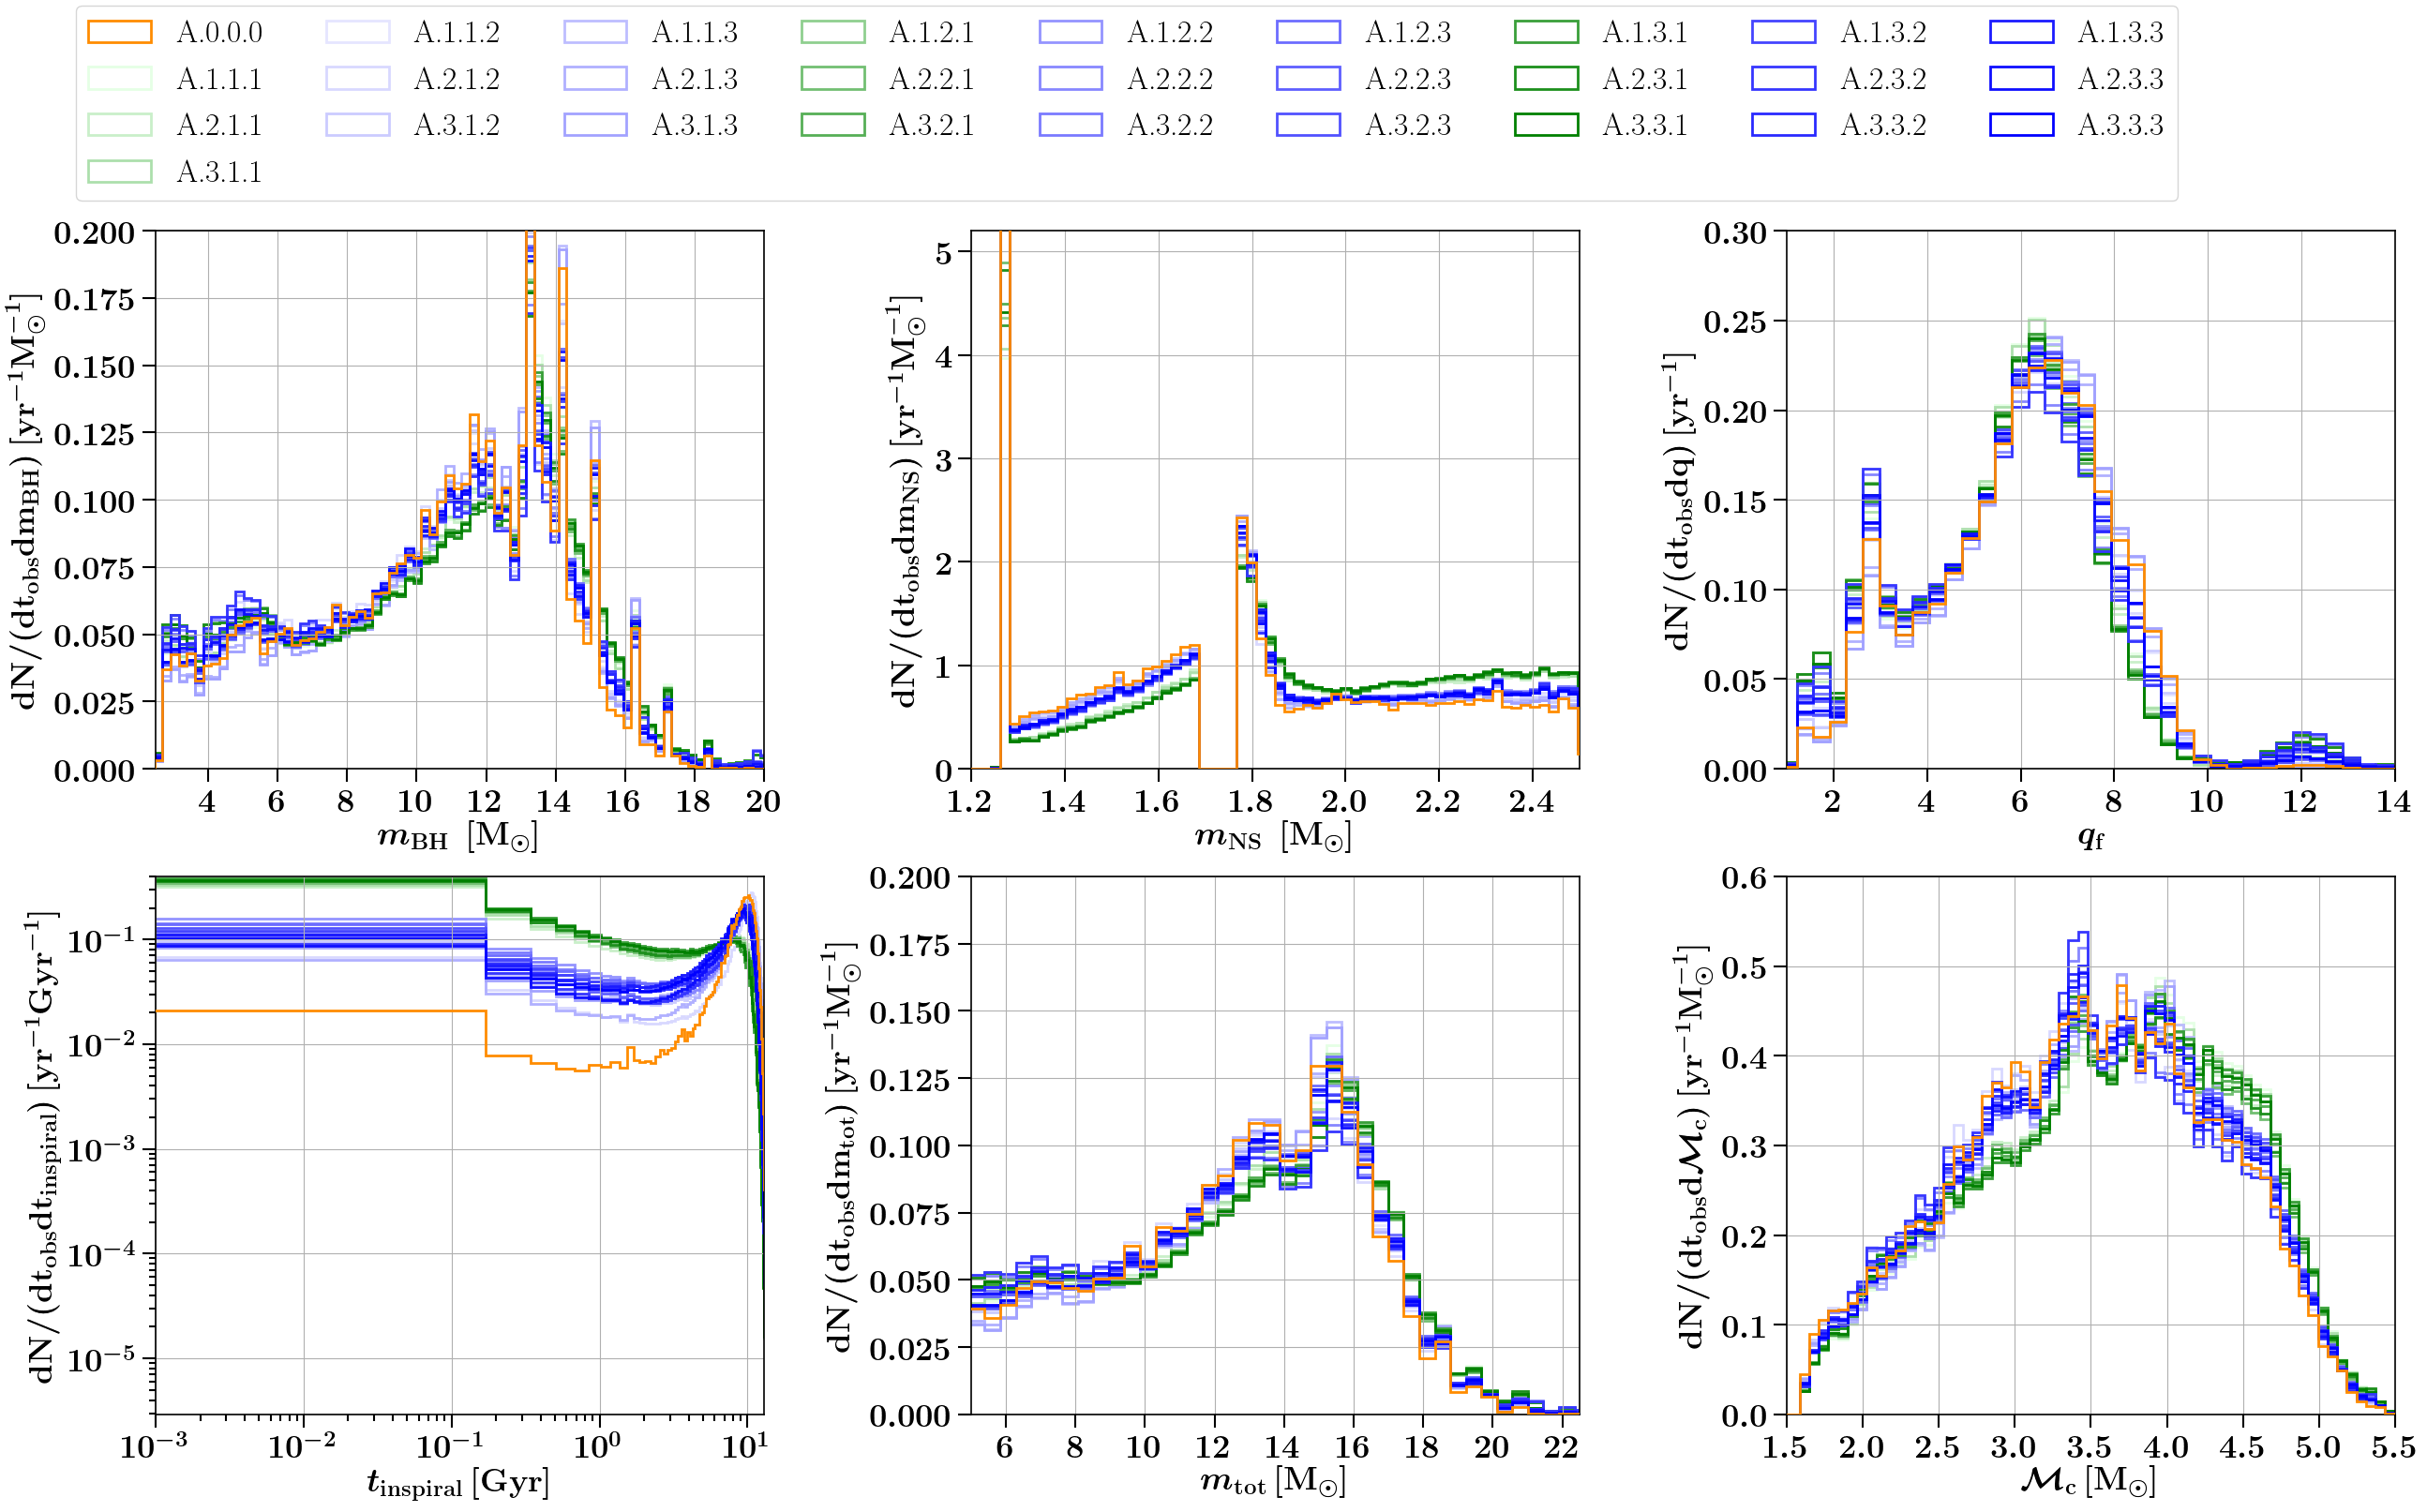 A.0.0.0 A.1.1.2 A.1.1.3 A.1.2.1 A.1.2.2 A.1.2.3 A.1.3.1 A.1.3.2 A.1.3.3
A.1.1.1 A.2.1.2 A.2.1.3 A.2.2.1 A.2.2.2 A.2.2.3 A.2.3.1 A.2.3.2 A.2.3.3
A.2.1.1 A.3.1.2 A.3.1.3 A.3.2.1 A.3.2.2 A.3.2.3 A.3.3.1 A.3.3.2 A.3.3.3
A.3.1.1
dN/(dt_obs dm_BH) [yr⁻¹M_⊙⁻¹]
0.200
0.175
0.150
0.125
0.100
0.075
0.050
0.025
0.000
4 6 8 10 12 14 16 18 20
m_BH [M_⊙]
dN/(dt_obs dm_NS) [yr⁻¹M_⊙⁻¹]
5
4
3
2
1
0
1.2 1.4 1.6 1.8 2.0 2.2 2.4
m_NS [M_⊙]
dN/(dt_obs dq) [yr⁻¹]
0.30
0.25
0.20
0.15
0.10
0.05
0.00
2 4 6 8 10 12 14
q_f
dN/(dt_obs dt_inspiral) [yr⁻¹Gyr⁻¹]
10⁻¹
10⁻²
10⁻³
10⁻⁴
10⁻⁵
10⁻³ 10⁻² 10⁻¹ 10⁰ 10¹
t_inspiral [Gyr]
dN/(dt_obs dm_tot) [yr⁻¹M_⊙⁻¹]
0.200
0.175
0.150
0.125
0.100
0.075
0.050
0.025
0.000
6 8 10 12 14 16 18 20 22
m_tot [M_⊙]
dN/(dt_obs dℳ_c) [yr⁻¹M_⊙⁻¹]
0.6
0.5
0.4
0.3
0.2
0.1
0.0
1.5 2.0 2.5 3.0 3.5 4.0 4.5 5.0 5.5
ℳ_c [M_⊙]